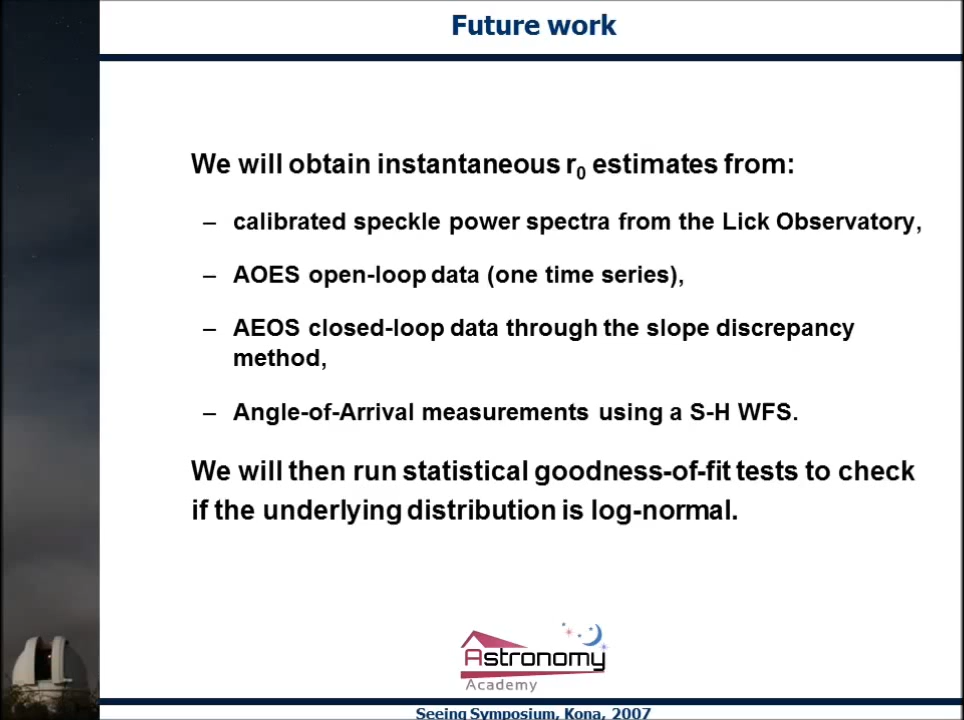 Future work
We will obtain instantaneous r0 estimates from:
– calibrated speckle power spectra from the Lick Observatory,
– AOES open-loop data (one time series),
– AEOS closed-loop data through the slope discrepancy
method,
– Angle-of-Arrival measurements using a S-H WFS.
We will then run statistical goodness-of-fit tests to check
if the underlying distribution is log-normal.
Astronomy
Academy
Seeing Symposium, Kona, 2007